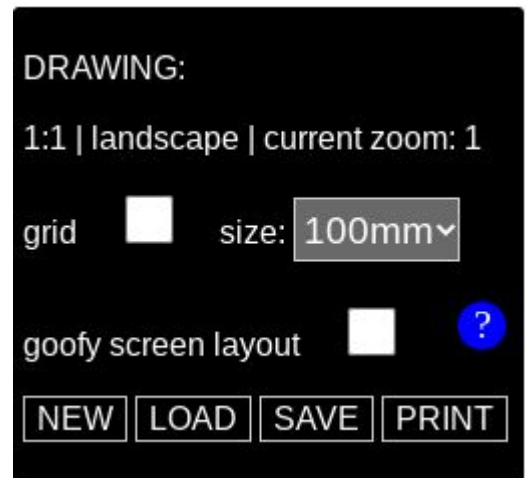 DRAWING:
1:1 | landscape | current zoom: 1
grid size: 100mm
goofy screen layout ?
NEW LOAD SAVE PRINT